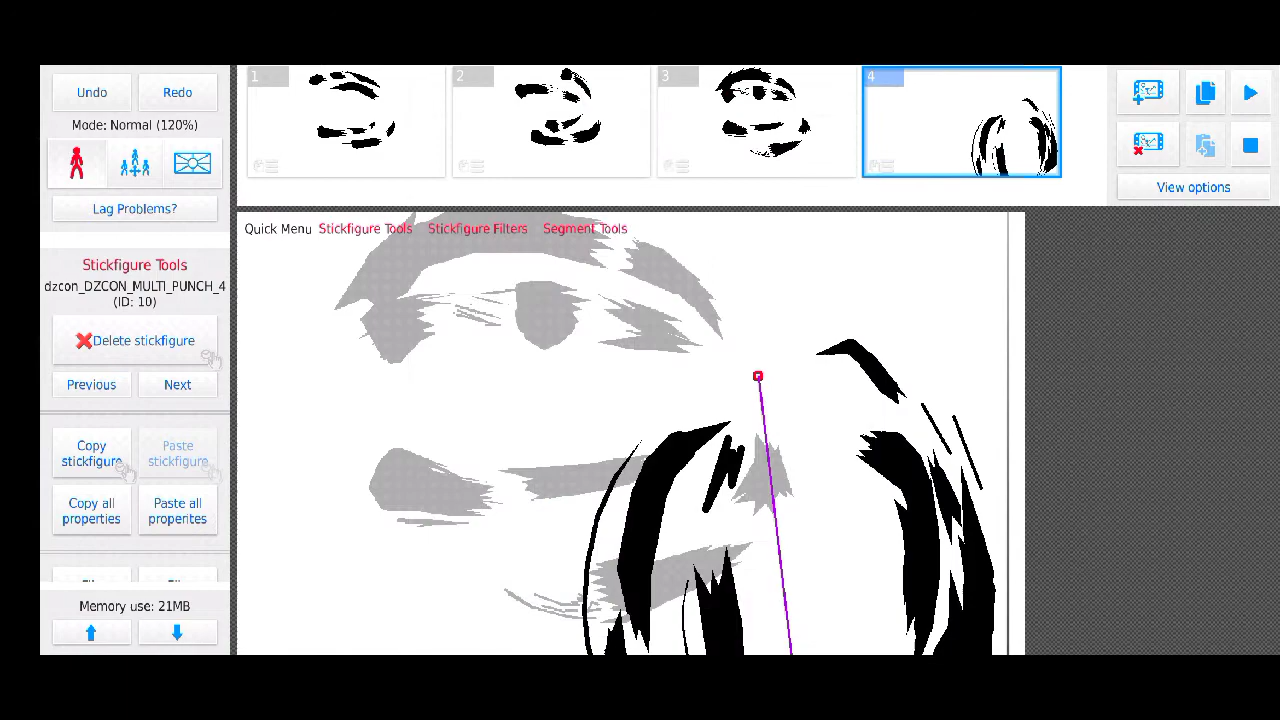 Undo
Redo
Mode: Normal (120%)
Lag Problems?
1
2
3
4
View options
Quick Menu
Stickfigure Tools
Stickfigure Filters
Segment Tools
Stickfigure Tools
dzcon_DZCON_MULTI_PUNCH_4
(ID: 10)
Delete stickfigure
Previous
Next
Copy
stickfigure
Paste
stickfigure
Copy all
properties
Paste all
properites
Memory use: 21MB